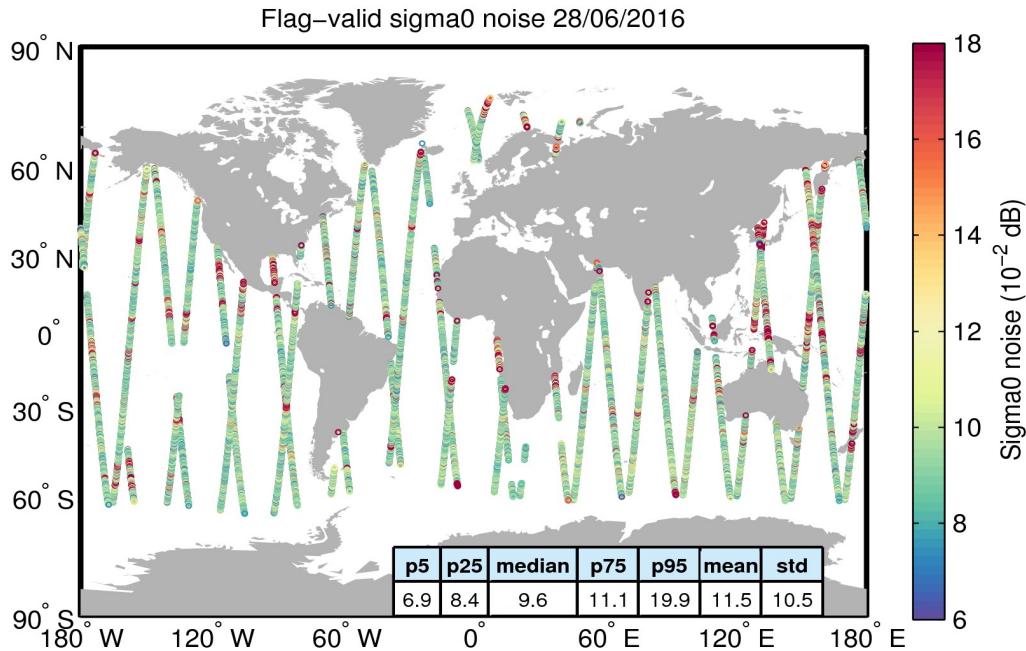 Flag−valid sigma0 noise 28/06/2016
90° N
60° N
30° N
0°
30° S
60° S
90° S
180° W
120° W
60° W
0°
60° E
120° E
180° E
p5 p25 median p75 p95 mean std
6.9 8.4 9.6 11.1 19.9 11.5 10.5
18
16
14
12
10
8
6
Sigma0 noise (10⁻² dB)